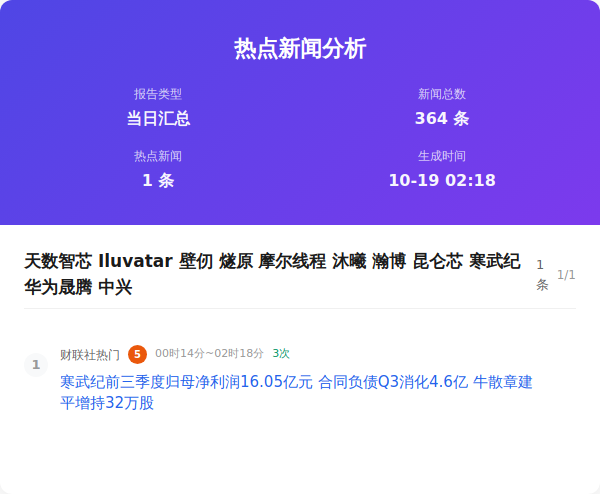 热点新闻分析
报告类型
当日汇总
新闻总数
364 条
热点新闻
1 条
生成时间
10-19 02:18
天数智芯 Iluvatar 壁仞 燧原 摩尔线程 沐曦 瀚博 昆仑芯 寒武纪
华为晟腾 中兴
1
条
1/1
1
财联社热门 5 00时14分~02时18分 3次
寒武纪前三季度归母净利润16.05亿元 合同负债Q3消化4.6亿 牛散章建
平增持32万股